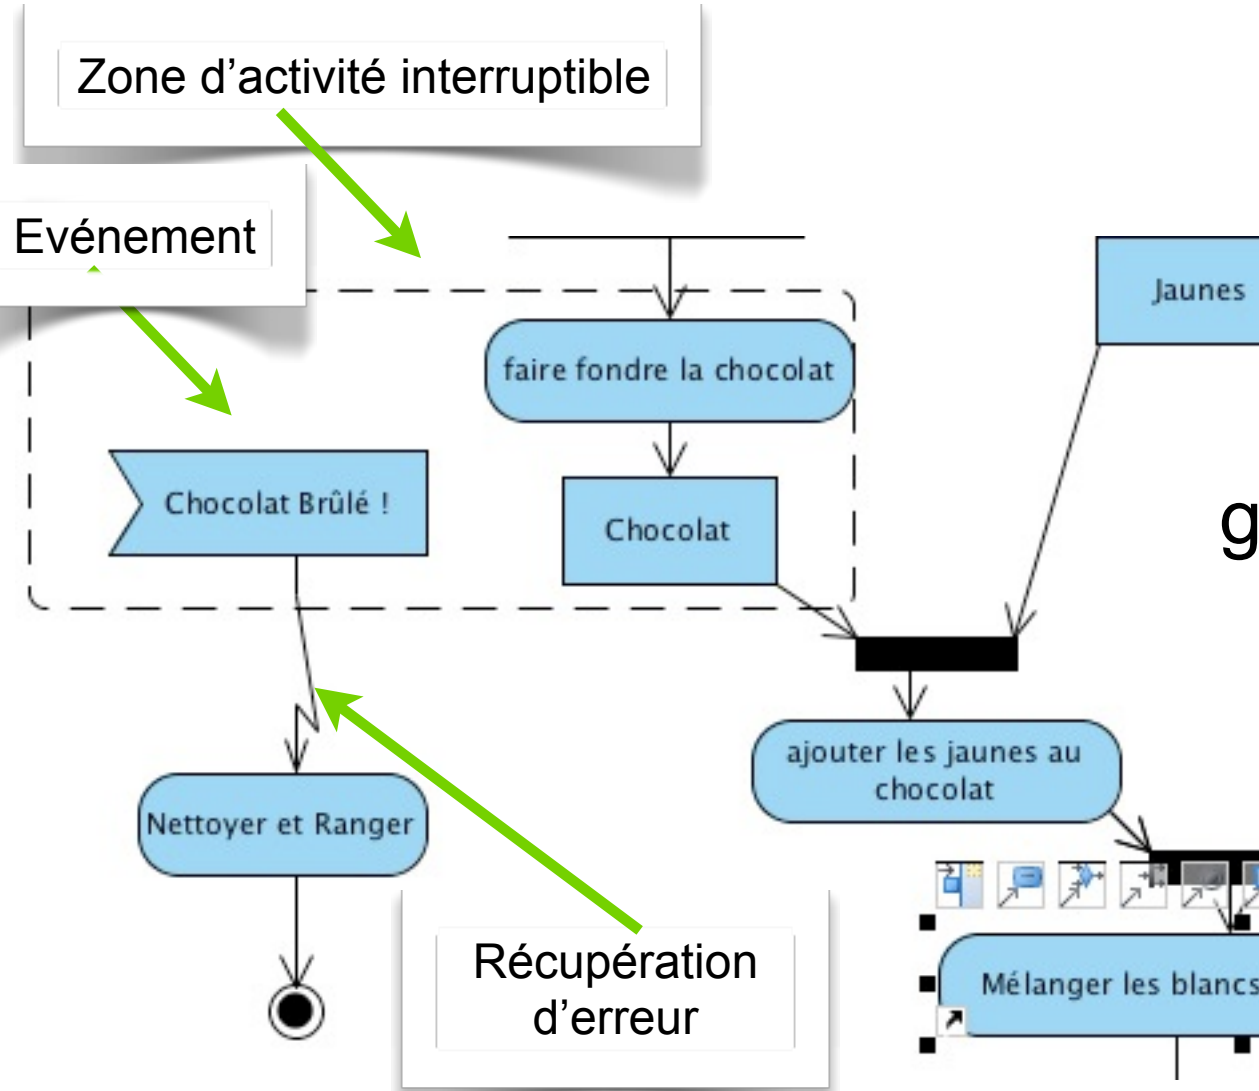 Zone d'activité interruptible
Evénement
Jaunes
faire fondre la chocolat
Chocolat Brûlé !
Chocolat
g
ajouter les jaunes au
chocolat
Nettoyer et Ranger
Récupération
d'erreur
Mélanger les blancs